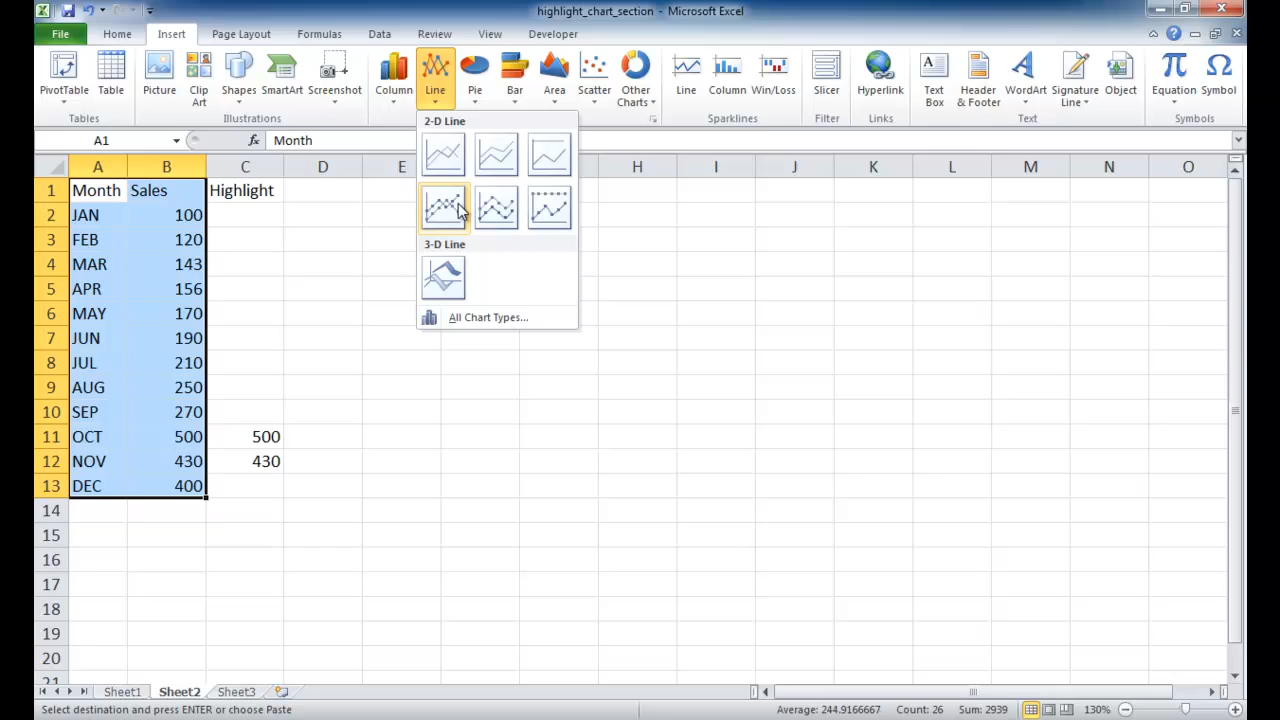 highlight_chart_section - Microsoft Excel
File Home Insert Page Layout Formulas Data Review View Developer
PivotTable Table Picture Clip Art Shapes SmartArt Screenshot Column Line Pie Bar Area Scatter Other Charts Line Column Win/Loss Slicer Hyperlink Text Box Header & Footer WordArt Signature Line Object Equation Symbol
Tables Illustrations Filter Links Text Symbols
A1 fx Month
2-D Line
3-D Line
All Chart Types...
A B C D E H I J K L M N O
1 Month Sales Highlight
2 JAN 100
3 FEB 120
4 MAR 143
5 APR 156
6 MAY 170
7 JUN 190
8 JUL 210
9 AUG 250
10 SEP 270
11 OCT 500 500
12 NOV 430 430
13 DEC 400
14
15
16
17
18
19
20
21
Sheet1 Sheet2 Sheet3
Select destination and press ENTER or choose Paste Average: 244.9166667 Count: 26 Sum: 2939 130%